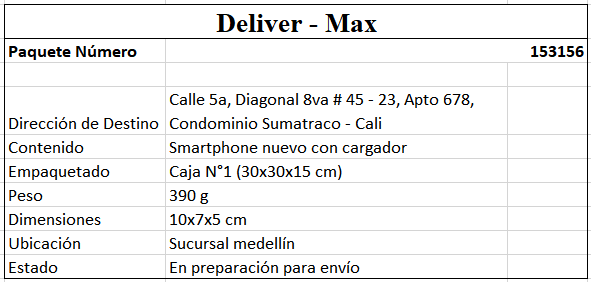 Deliver - Max
Paquete Número 153156
Calle 5a, Diagonal 8va # 45 - 23, Apto 678,
Dirección de Destino Condominio Sumatraco - Cali
Contenido Smartphone nuevo con cargador
Empaquetado Caja N°1 (30x30x15 cm)
Peso 390 g
Dimensiones 10x7x5 cm
Ubicación Sucursal medellín
Estado En preparación para envío